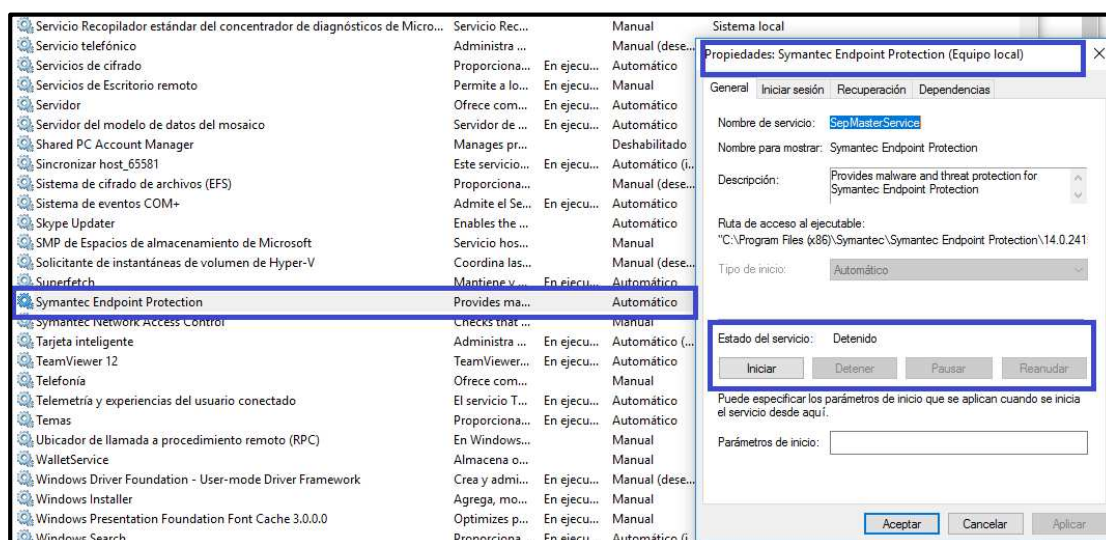 Servicio Recopilador estándar del concentrador de diagnósticos de Micro... Servicio Rec... Manual Sistema local
Servicio telefónico Administra ... Manual (dese...
Servicios de cifrado Proporciona... En ejecu... Automático
Servicios de Escritorio remoto Permite a lo... En ejecu... Manual
Servidor Ofrece com... En ejecu... Automático
Servidor del modelo de datos del mosaico Servidor de ... En ejecu... Automático
Shared PC Account Manager Manages pr... Deshabilitado
Sincronizar host_65581 Este servicio... En ejecu... Automático (i...
Sistema de cifrado de archivos (EFS) Proporciona... Manual (dese...
Sistema de eventos COM+ Admite el Se... En ejecu... Automático
Skype Updater Enables the ... Automático
SMP de Espacios de almacenamiento de Microsoft Servicio hos... Manual
Solicitante de instantáneas de volumen de Hyper-V Coordina las... Manual (dese...
Superfetch Mantiene y ... En ejecu... Automático
Symantec Endpoint Protection Provides ma... Automático
Symantec Network Access Control Checks that ... Manual
Tarjeta inteligente Administra ... En ejecu... Automático (...
TeamViewer 12 TeamViewer... En ejecu... Automático
Telefonía Ofrece com... Manual
Telemetría y experiencias del usuario conectado El servicio T... En ejecu... Automático
Temas Proporciona... En ejecu... Automático
Ubicador de llamada a procedimiento remoto (RPC) En Windows... Manual
WalletService Almacena o... Manual
Windows Driver Foundation - User-mode Driver Framework Crea y admi... En ejecu... Manual (dese...
Windows Installer Agrega, mo... En ejecu... Manual
Windows Presentation Foundation Font Cache 3.0.0.0 Optimizes p... En ejecu... Manual
Windows Search Proporciona... En ejecu... Automático (i...
Propiedades: Symantec Endpoint Protection (Equipo local)
General Iniciar sesión Recuperación Dependencias
Nombre de servicio: SepMasterService
Nombre para mostrar: Symantec Endpoint Protection
Descripción: Provides malware and threat protection for
Symantec Endpoint Protection
Ruta de acceso al ejecutable:
"C:\Program Files (x86)\Symantec\Symantec Endpoint Protection\14.0.241
Tipo de inicio: Automático
Estado del servicio: Detenido
Iniciar Detener Pausar Reanudar
Puede especificar los parámetros de inicio que se aplican cuando se inicia
el servicio desde aquí.
Parámetros de inicio:
Aceptar Cancelar Aplicar